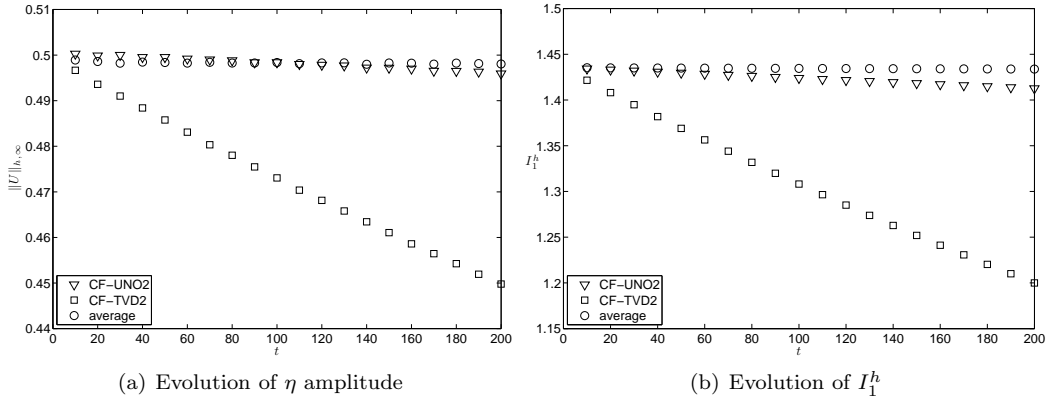 0.51
0.5
0.49
0.48
0.47
0.46
0.45
0.44
‖U‖h,∞
0 20 40 60 80 100 120 140 160 180 200
t
CF−UNO2
CF−TVD2
average
(a) Evolution of η amplitude
1.5
1.45
1.4
1.35
1.3
1.25
1.2
1.15
I₁ʰ
0 20 40 60 80 100 120 140 160 180 200
t
CF−UNO2
CF−TVD2
average
(b) Evolution of I₁ʰ